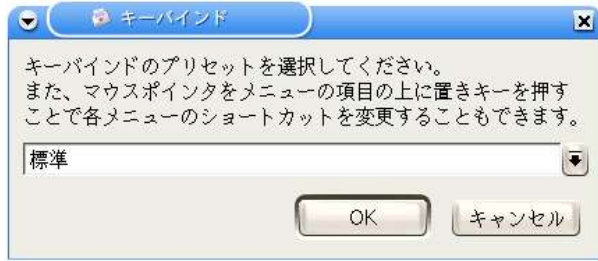 キーバインド
キーバインドのプリセットを選択してください。
また、マウスポインタをメニューの項目の上に置きキーを押す
ことで各メニューのショートカットを変更することもできます。
標準
OK
キャンセル